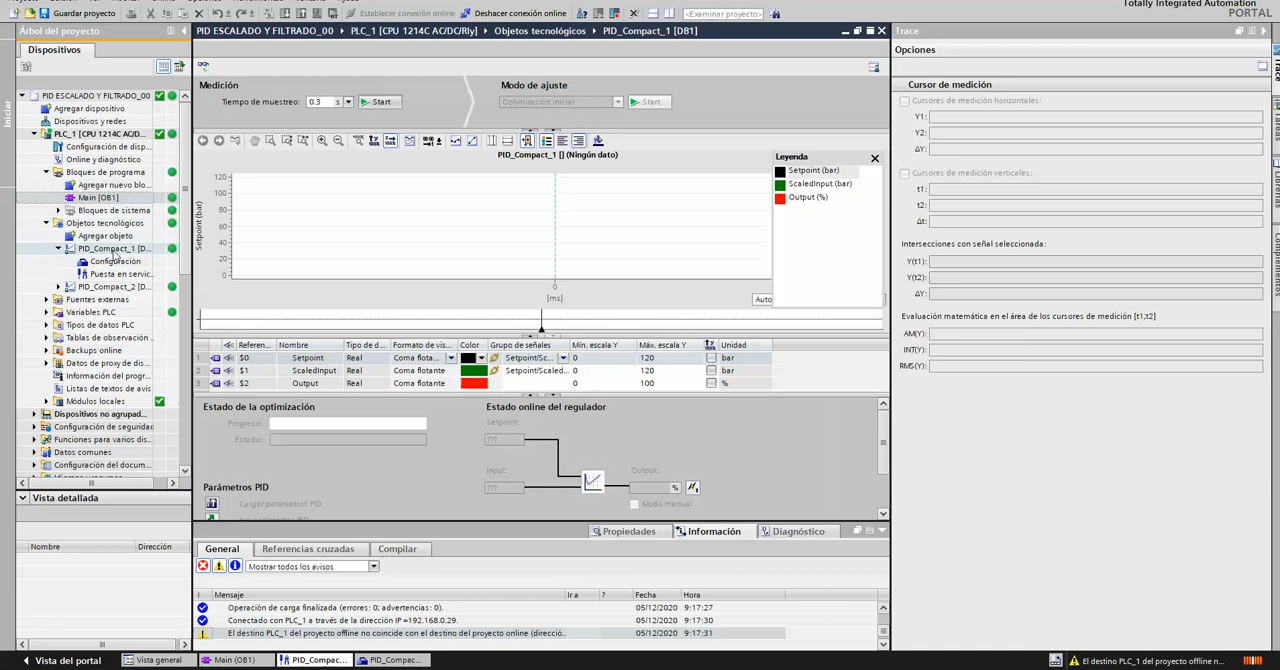 Totally Integrated Automation
PORTAL
Guardar proyecto
Establecer conexión online
Deshacer conexión online
<Examinar proyecto>
Árbol del proyecto
PID ESCALADO Y FILTRADO_00 ▸ PLC_1 [CPU 1214C AC/DC/Rly] ▸ Objetos tecnológicos ▸ PID_Compact_1 [DB1]
Trace
Dispositivos
Opciones
Iniciar
PID ESCALADO Y FILTRADO_00
Agregar dispositivo
Dispositivos y redes
PLC_1 [CPU 1214C AC/D...
Configuración de disp...
Online y diagnóstico
Bloques de programa
Agregar nuevo blo...
Main [OB1]
Bloques de sistema
Objetos tecnológicos
Agregar objeto
PID_Compact_1 [D...
Configuración
Puesta en servic...
PID_Compact_2 [D...
Fuentes externas
Variables PLC
Tipos de datos PLC
Tablas de observación ...
Backups online
Datos de proxy de dis...
Información del progr...
Listas de textos de avis
Módulos locales
Dispositivos no agrupad...
Configuración de seguridad
Funciones para varios dis...
Datos comunes
Configuración del docum...
Vista detallada
Nombre
Dirección
Medición
Modo de ajuste
Tiempo de muestreo:
0.3
s
Start
Optimización inicial
Start
PID_Compact_1 [] (Ningún dato)
Leyenda
Setpoint (bar)
ScaledInput (bar)
Output (%)
Setpoint (bar)
120
100
80
60
40
20
0
0
[ms]
Auto
Referen...
Nombre
Tipo de d...
Formato de vis...
Color
Grupo de señales
Mín. escala Y
Máx. escala Y
Unidad
1 $0 Setpoint Real Coma flota... Setpoint/Sc... 0 120 bar
2 $1 ScaledInput Real Coma flotante Setpoint/Scaled... 0 120 bar
3 $2 Output Real Coma flotante 0 100 %
Estado de la optimización
Progreso:
Estado:
Estado online del regulador
Setpoint:
???
Input:
???
Output:
%
Modo manual
Parámetros PID
Cargar parámetros PID
Propiedades
Información
Diagnóstico
General
Referencias cruzadas
Compilar
Mostrar todos los avisos
!
Mensaje
Ir a
?
Fecha
Hora
Operación de carga finalizada (errores: 0; advertencias: 0). 05/12/2020 9:17:27
Conectado con PLC_1 a través de la dirección IP =192.168.0.29. 05/12/2020 9:17:30
El destino PLC_1 del proyecto offline no coincide con el destino del proyecto online (direcció... 05/12/2020 9:17:31
Cursor de medición
Cursores de medición horizontales:
Y1:
Y2:
ΔY:
Cursores de medición verticales:
t1:
t2:
Δt:
Intersecciones con señal seleccionada:
Y(t1):
Y(t2):
ΔY:
Evaluación matemática en el área de los cursores de medición [t1;t2]
AM(Y):
INT(Y):
RMS(Y):
Trace
Librerías
Complementos
Vista del portal
Vista general
Main (OB1)
PID_Compac...
PID_Compac...
El destino PLC_1 del proyecto offline n...